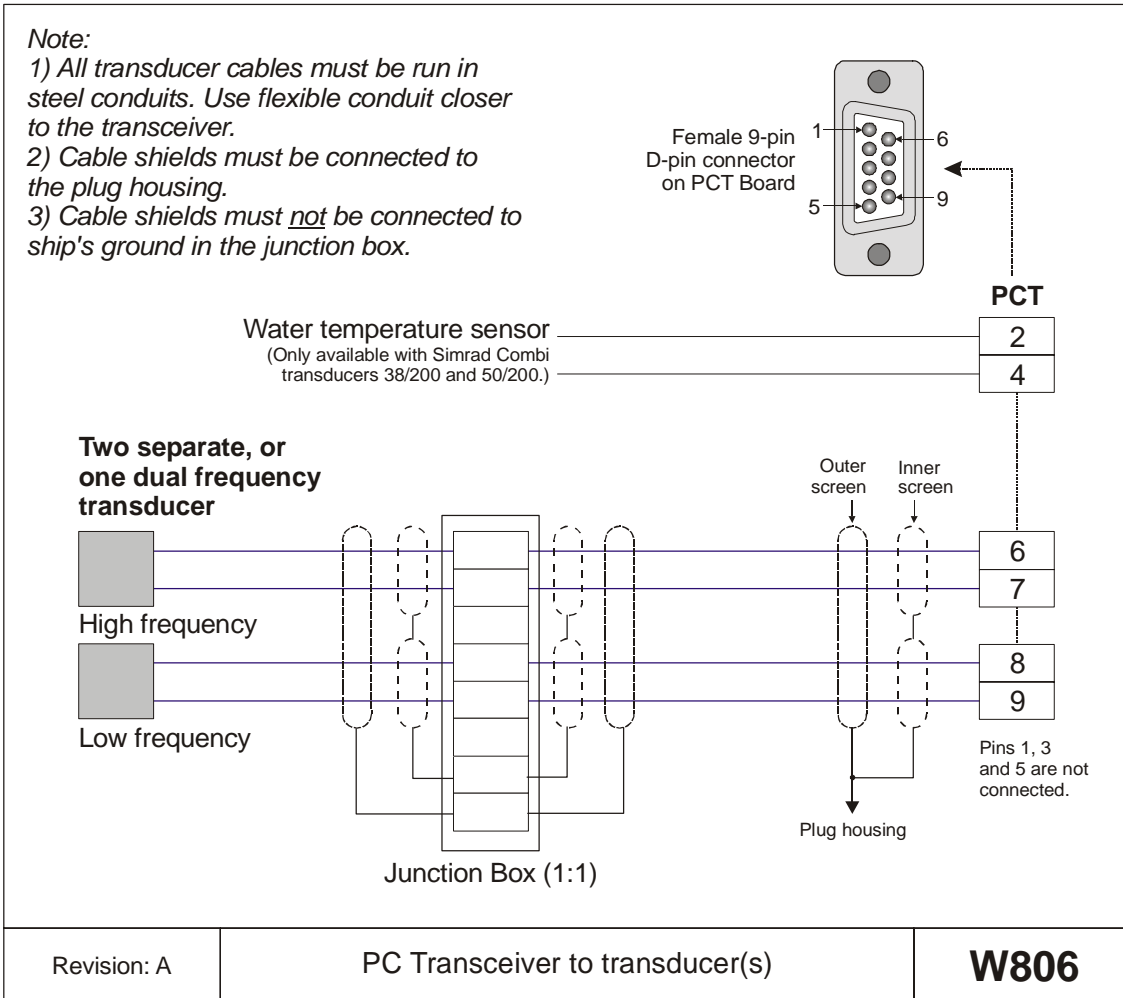 Note:
1) All transducer cables must be run in
steel conduits. Use flexible conduit closer
to the transceiver.
2) Cable shields must be connected to
the plug housing.
3) Cable shields must not be connected to
ship's ground in the junction box.
Female 9-pin
D-pin connector
on PCT Board
1
6
5
9
PCT
Water temperature sensor
(Only available with Simrad Combi
transducers 38/200 and 50/200.)
2
4
Two separate, or
one dual frequency
transducer
Outer
screen
Inner
screen
6
7
High frequency
8
9
Low frequency
Pins 1, 3
and 5 are not
connected.
Plug housing
Junction Box (1:1)
Revision: A
PC Transceiver to transducer(s)
W806